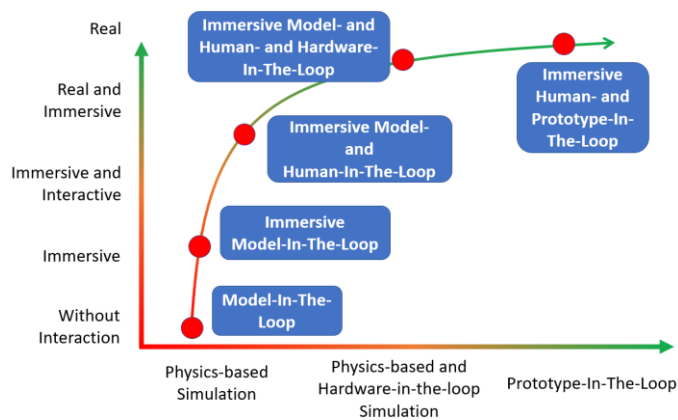 Real
Real and
Immersive
Immersive and
Interactive
Immersive
Without
Interaction
Immersive Model- and
Human- and Hardware-
In-The-Loop
Immersive
Human- and
Prototype-In-
The-Loop
Immersive Model-
and
Human-In-The-Loop
Immersive
Model-In-The-Loop
Model-In-The-
Loop
Physics-based
Simulation
Physics-based and
Hardware-in-the-loop
Simulation
Prototype-In-The-Loop